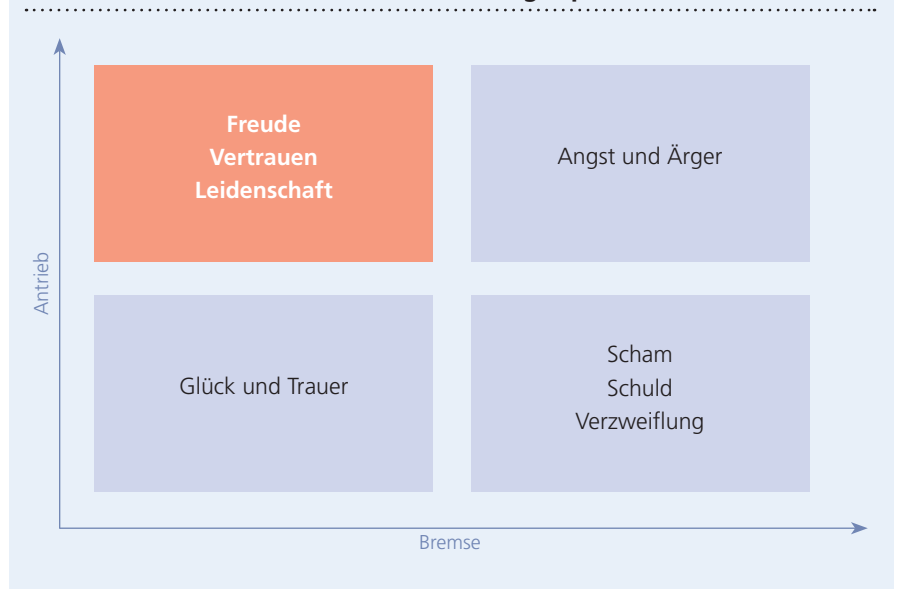 Freude
Vertrauen
Leidenschaft
Angst und Ärger
Antrieb
Glück und Trauer
Scham
Schuld
Verzweiflung
Bremse